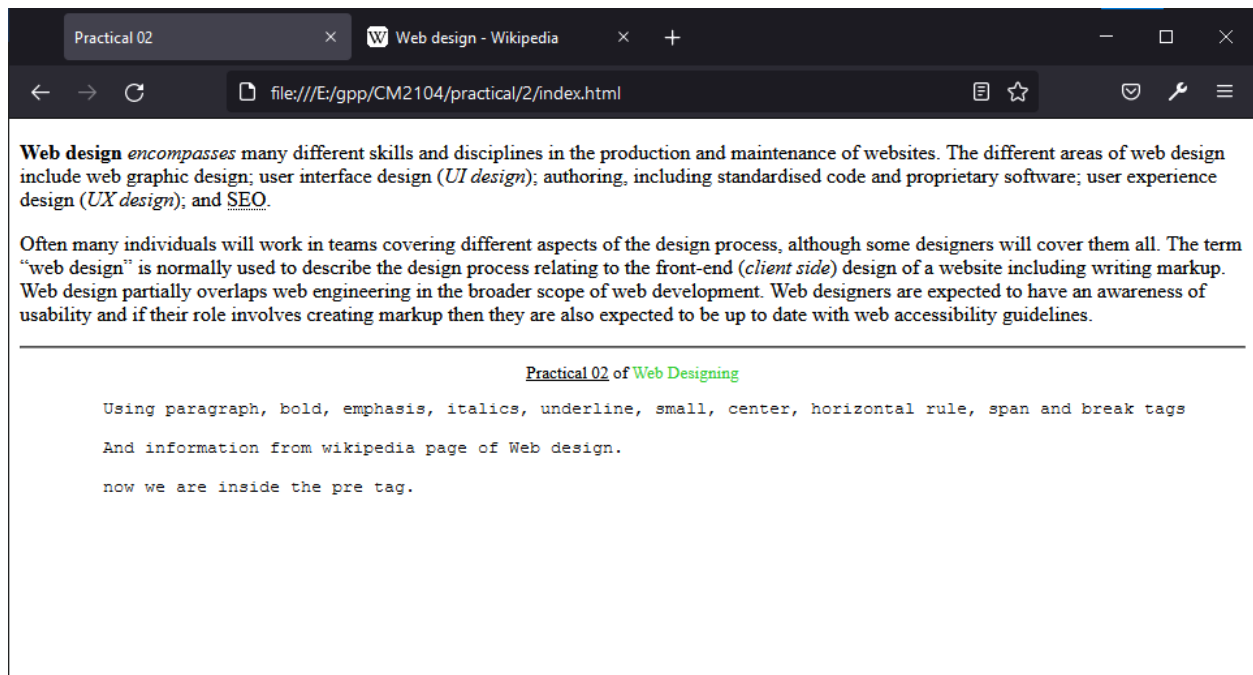 Practical 02
Web design - Wikipedia
file:///E:/gpp/CM2104/practical/2/index.html
Web design encompasses many different skills and disciplines in the production and maintenance of websites. The different areas of web design
include web graphic design; user interface design (UI design); authoring, including standardised code and proprietary software; user experience
design (UX design); and SEO.
Often many individuals will work in teams covering different aspects of the design process, although some designers will cover them all. The term
“web design” is normally used to describe the design process relating to the front-end (client side) design of a website including writing markup.
Web design partially overlaps web engineering in the broader scope of web development. Web designers are expected to have an awareness of
usability and if their role involves creating markup then they are also expected to be up to date with web accessibility guidelines.
Practical 02 of Web Designing
Using paragraph, bold, emphasis, italics, underline, small, center, horizontal rule, span and break tags
And information from wikipedia page of Web design.
now we are inside the pre tag.